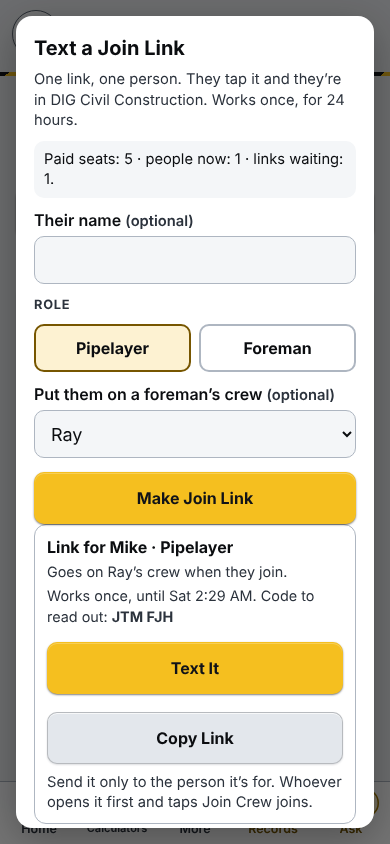 Text a Join Link
One link, one person. They tap it and they’re
in DIG Civil Construction. Works once, for 24
hours.
Paid seats: 5 · people now: 1 · links waiting:
1.
Their name (optional)
ROLE
Pipelayer
Foreman
Put them on a foreman’s crew (optional)
Ray
Make Join Link
Link for Mike · Pipelayer
Goes on Ray’s crew when they join.
Works once, until Sat 2:29 AM. Code to
read out: JTM FJH
Text It
Copy Link
Send it only to the person it’s for. Whoever
opens it first and taps Join Crew joins.
Home
Calculators
More
Records
Ask